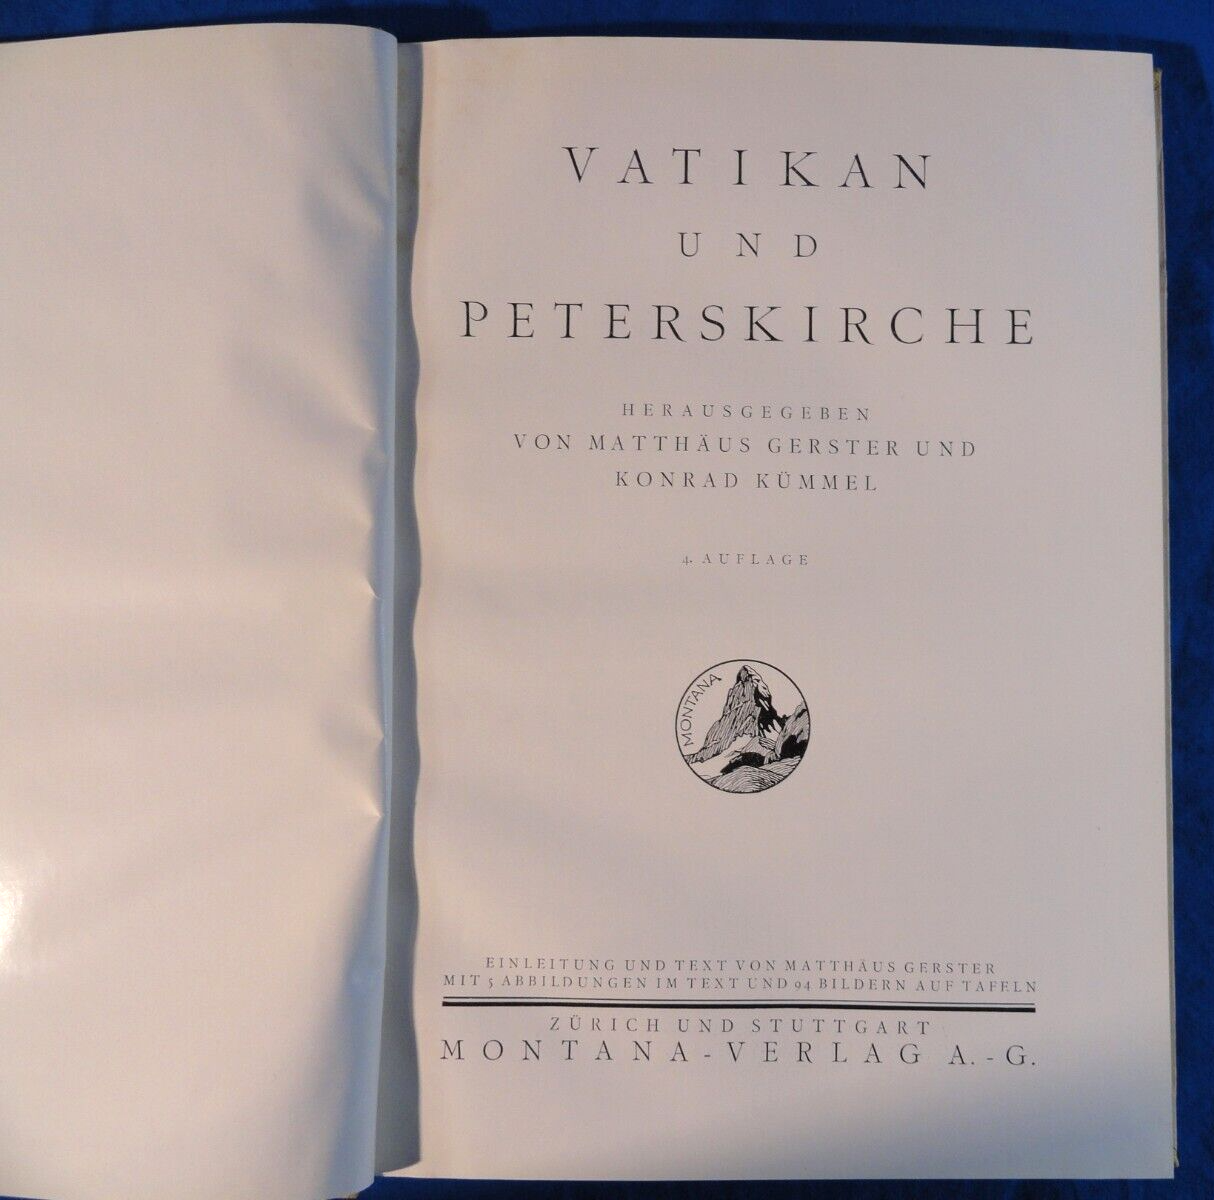 VATIKAN
UND
PETERSKIRCHE
HERAUSGEGEBEN
VON MATTHÄUS GERSTER UND
KONRAD KÜMMEL
4. AUFLAGE
MONTANA
EINLEITUNG UND TEXT VON MATTHÄUS GERSTER
MIT 5 ABBILDUNGEN IM TEXT UND 94 BILDERN AUF TAFELN
ZÜRICH UND STUTTGART
MONTANA-VERLAG A.-G.